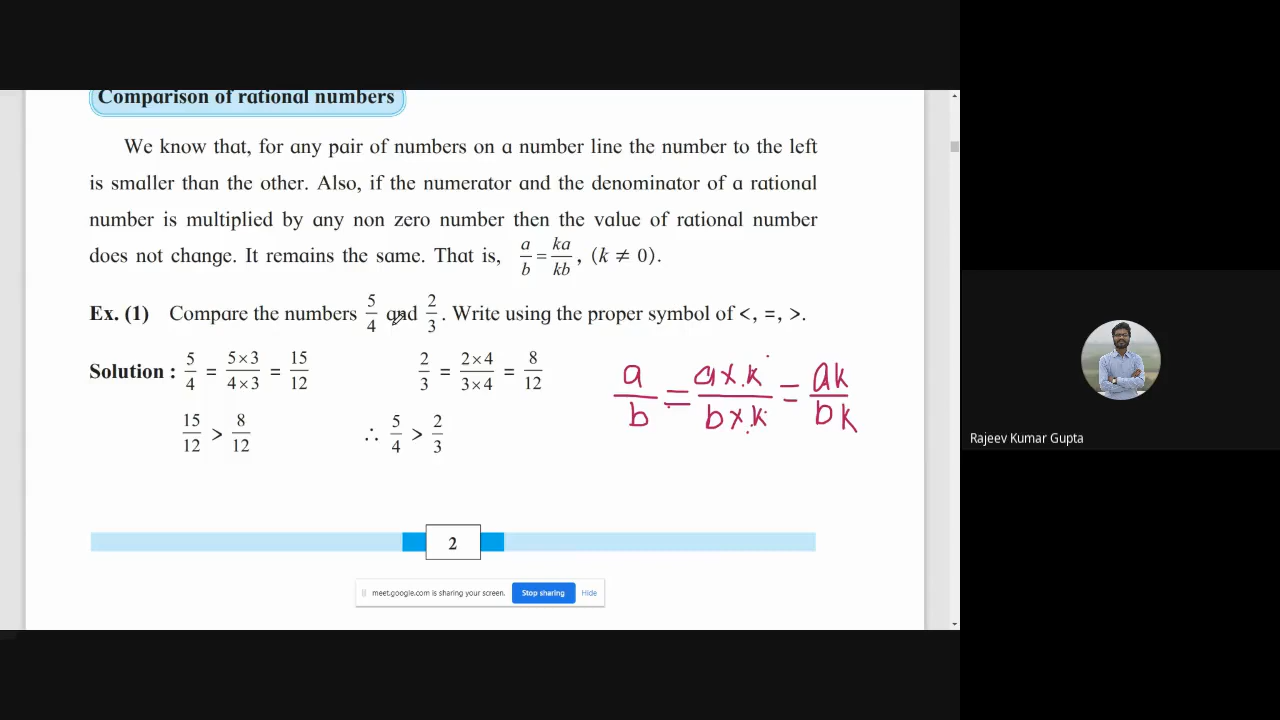 Comparison of rational numbers
We know that, for any pair of numbers on a number line the number to the left
is smaller than the other. Also, if the numerator and the denominator of a rational
number is multiplied by any non zero number then the value of rational number
does not change. It remains the same. That is, a/b = ka/kb, (k ≠ 0).
Ex. (1) Compare the numbers 5/4 and 2/3. Write using the proper symbol of <, =, >.
Solution : 5/4 = 5×3/4×3 = 15/12 2/3 = 2×4/3×4 = 8/12
a/b = a×k/b×k = ak/bk
15/12 > 8/12 ∴ 5/4 > 2/3
2
meet.google.com is sharing your screen. Stop sharing Hide
Rajeev Kumar Gupta